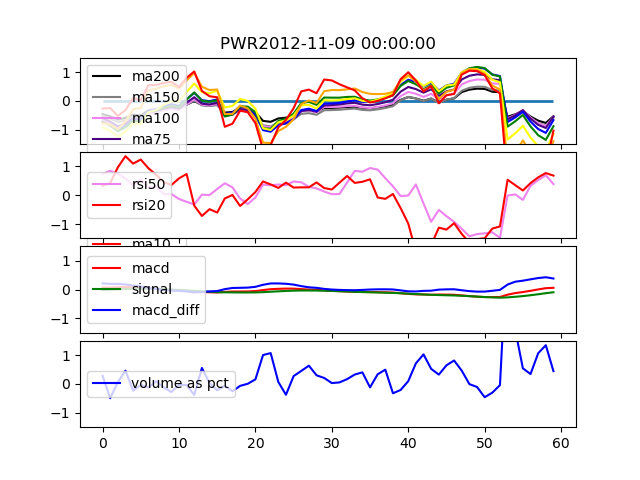 PWR2012-11-09 00:00:00
1
0
−1
ma200
ma150
ma100
ma75
ma10
1
0
−1
rsi50
rsi20
1
0
−1
macd
signal
macd_diff
1
0
−1
volume as pct
0 10 20 30 40 50 60